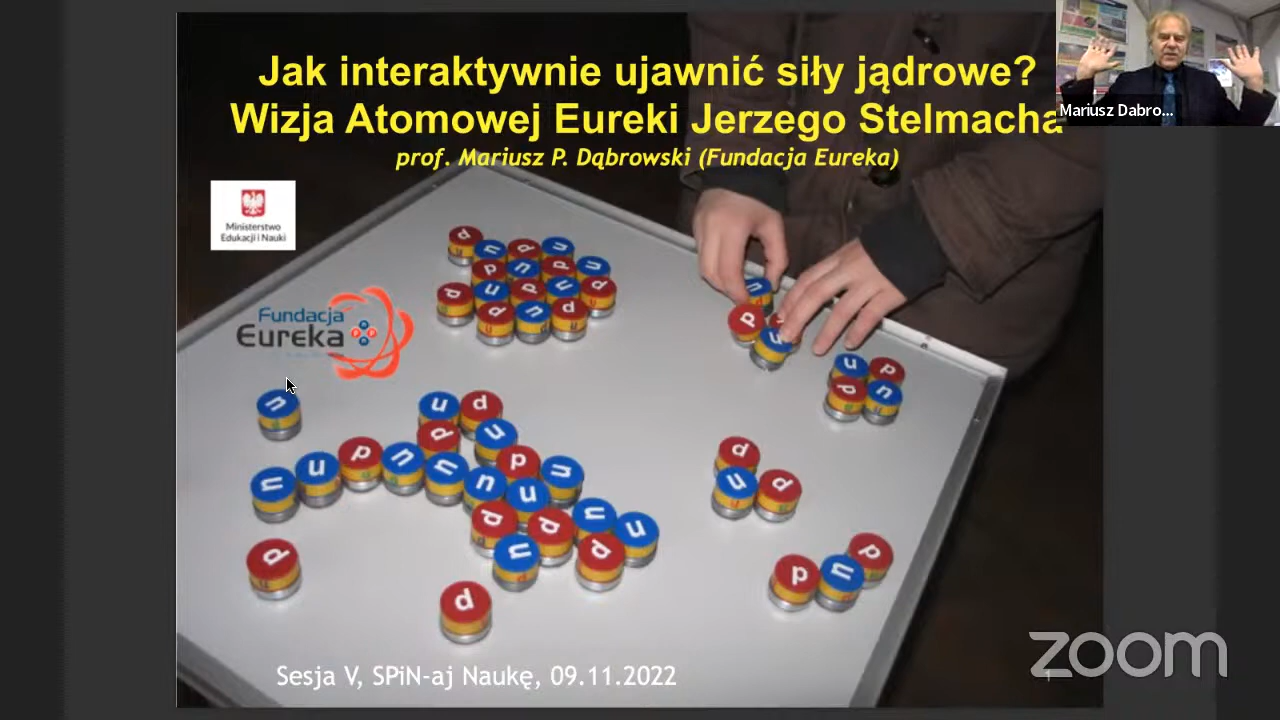 Jak interaktywnie ujawnić siły jądrowe?
Wizja Atomowej Eureki Jerzego Stelmacha
prof. Mariusz P. Dąbrowski (Fundacja Eureka)
Mariusz Dabro...
Ministerstwo
Edukacji i Nauki
Fundacja
Eureka
Sesja V, SPiN-aj Naukę, 09.11.2022
zoom
1